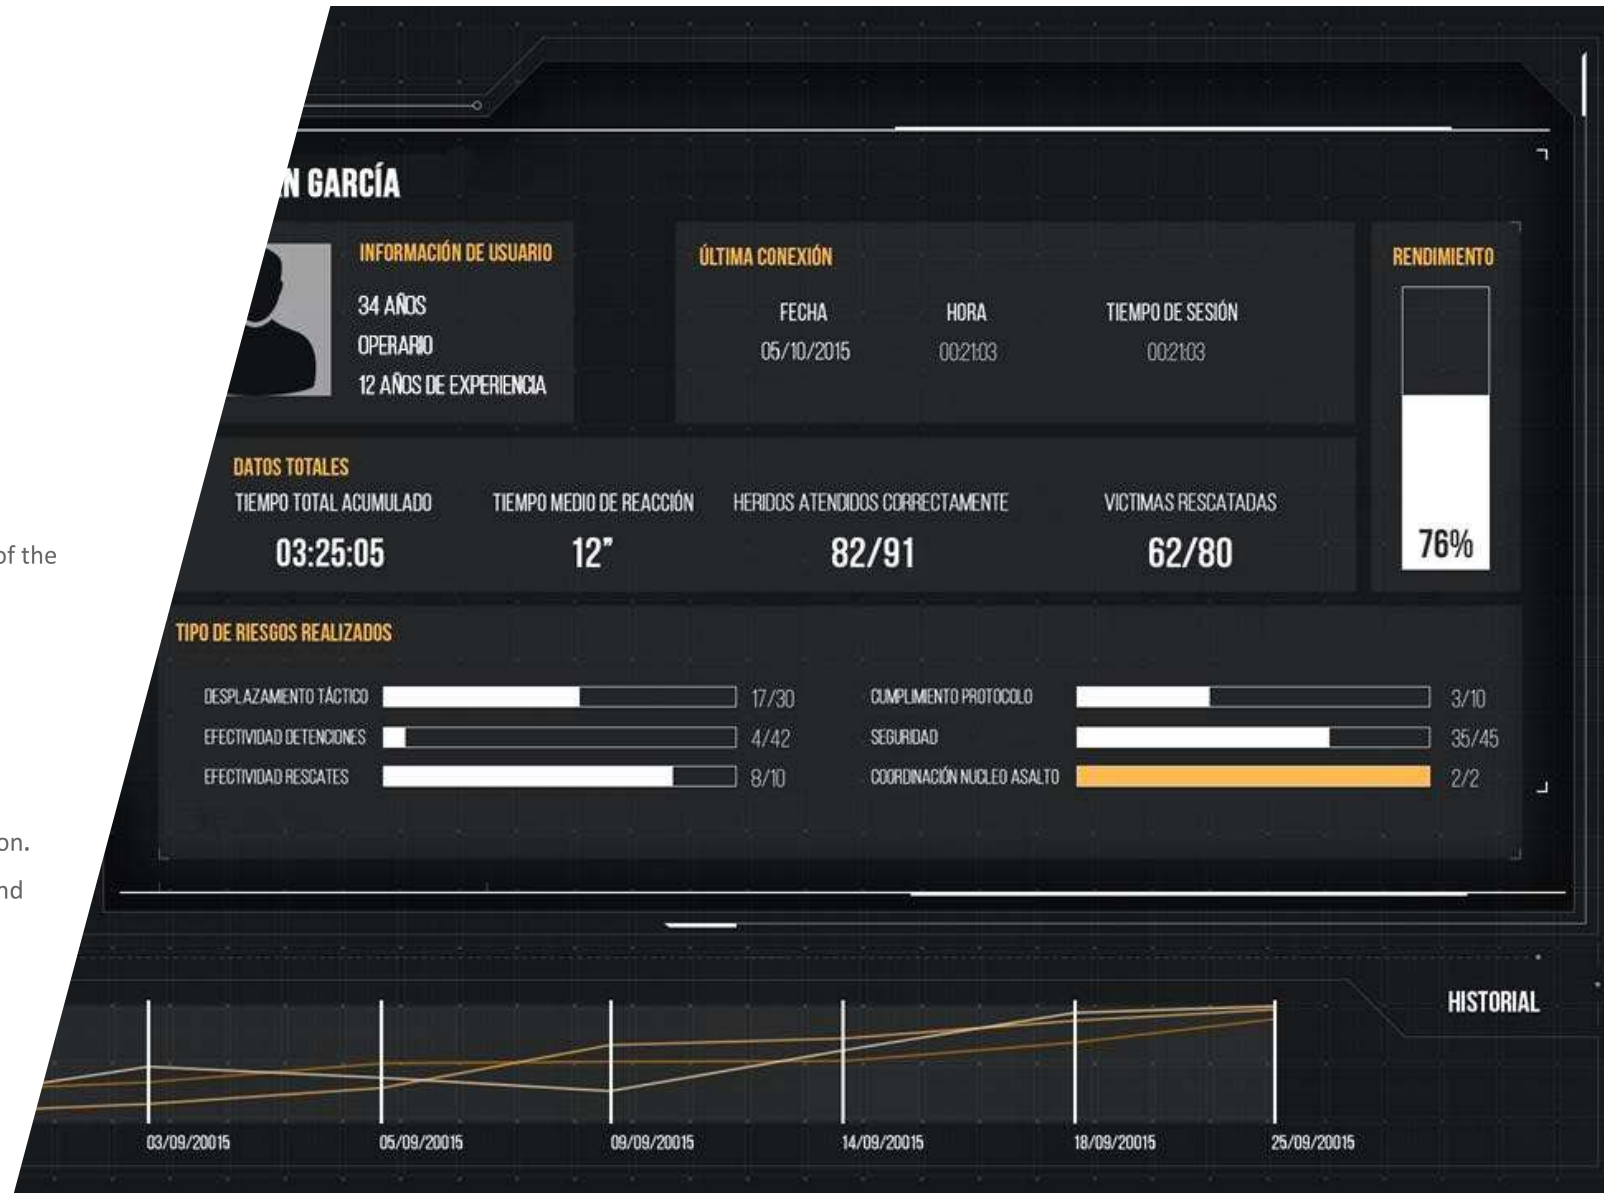 N GARCÍA
INFORMACIÓN DE USUARIO
34 AÑOS
OPERARIO
12 AÑOS DE EXPERIENCIA
ÚLTIMA CONEXIÓN
FECHA HORA TIEMPO DE SESIÓN
05/10/2015 00:21:03 00:21:03
RENDIMIENTO
76%
DATOS TOTALES
TIEMPO TOTAL ACUMULADO TIEMPO MEDIO DE REACCIÓN HERIDOS ATENDIDOS CORRECTAMENTE VICTIMAS RESCATADAS
03:25:05 12” 82/91 62/80
of the
TIPO DE RIESGOS REALIZADOS
DESPLAZAMIENTO TÁCTICO 17/30 CUMPLIMIENTO PROTOCOLO 3/10
EFECTIVIDAD DETENCIONES 4/42 SEGURIDAD 35/45
EFECTIVIDAD RESCATES 8/10 COORDINACIÓN NUCLEO ASALTO 2/2
on.
nd
HISTORIAL
03/09/20015 05/09/20015 09/09/20015 14/09/20015 18/09/20015 25/09/20015